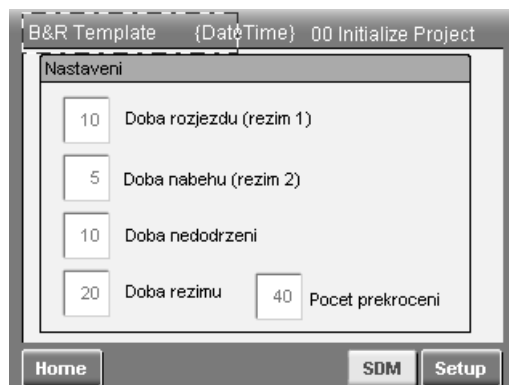 B&R Template {DateTime} 00 Initialize Project
Nastaveni
10 Doba rozjezdu (rezim 1)
5 Doba nabehu (rezim 2)
10 Doba nedodrzeni
20 Doba rezimu 40 Pocet prekroceni
Home SDM Setup